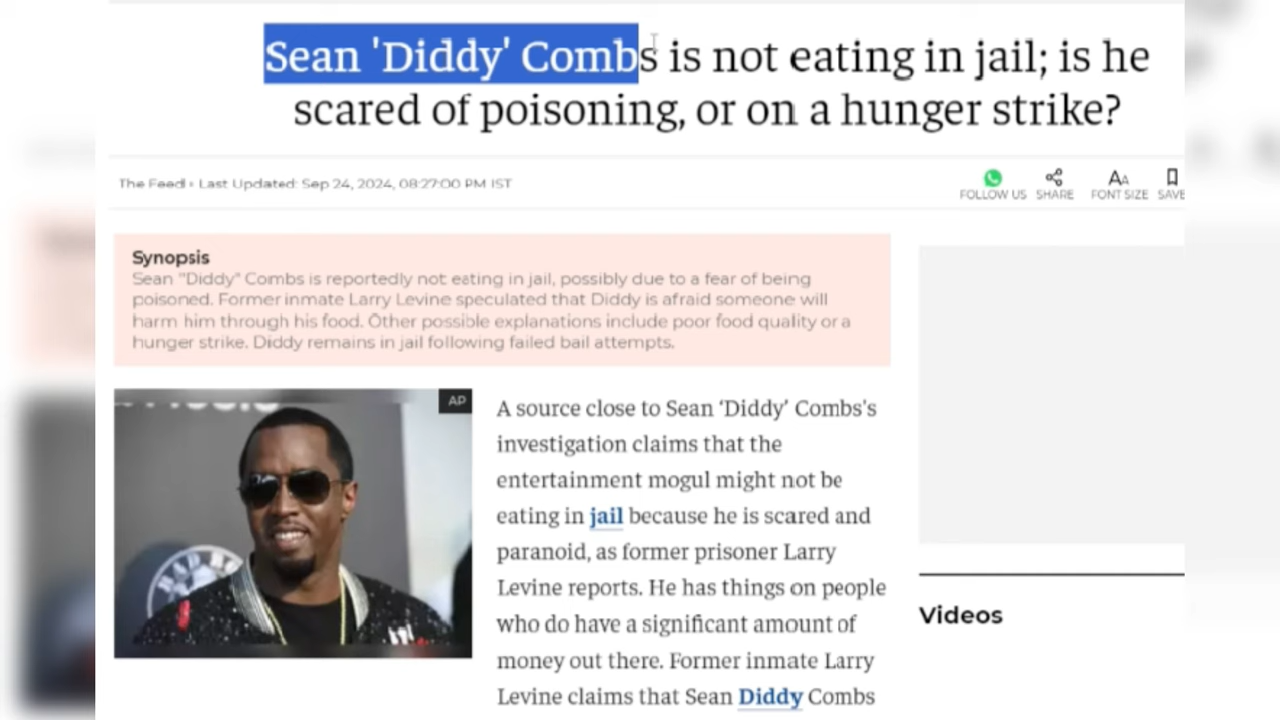 Sean 'Diddy' Combs is not eating in jail; is he
scared of poisoning, or on a hunger strike?
The Feed • Last Updated: Sep 24, 2024, 08:27:00 PM IST
FOLLOW US
SHARE
FONT SIZE
SAVE
Synopsis
Sean "Diddy" Combs is reportedly not eating in jail, possibly due to a fear of being
poisoned. Former inmate Larry Levine speculated that Diddy is afraid someone will
harm him through his food. Other possible explanations include poor food quality or a
hunger strike. Diddy remains in jail following failed bail attempts.
AP
A source close to Sean ‘Diddy’ Combs's
investigation claims that the
entertainment mogul might not be
eating in jail because he is scared and
paranoid, as former prisoner Larry
Levine reports. He has things on people
who do have a significant amount of
money out there. Former inmate Larry
Levine claims that Sean Diddy Combs
Videos